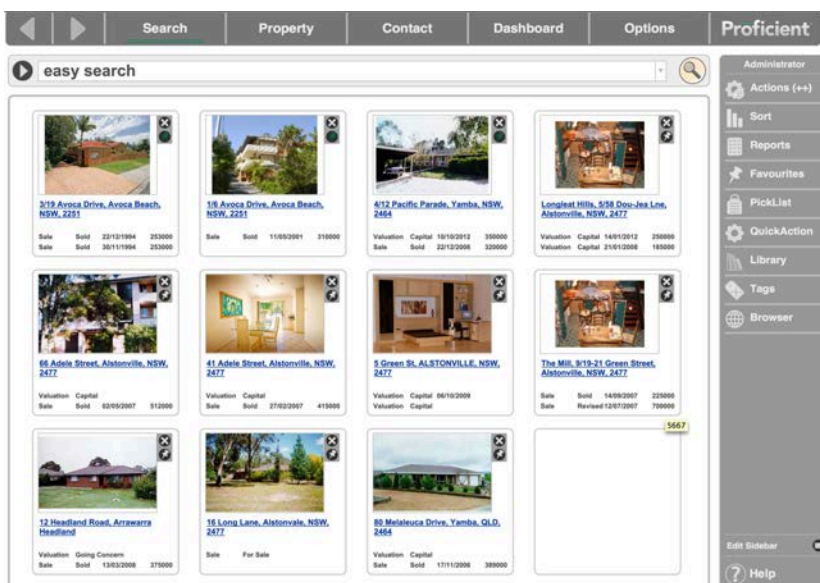 Search Property Contact Dashboard Options Proficient
easy search
Administrator
Actions (++)
Sort
Reports
Favourites
PickList
QuickAction
Library
Tags
Browser
3/19 Avoca Drive, Avoca Beach,
NSW, 2251
Sale Sold 22/12/1994 253000
Sale Sold 30/11/1994 253000
1/6 Avoca Drive, Avoca Beach,
NSW, 2251
Sale Sold 11/05/2001 310000
4/12 Pacific Parade, Yamba, NSW,
2464
Valuation Capital 10/10/2012 350000
Sale Sold 22/12/2006 320000
Longleat Hills, 5/58 Dou-Jea Lne,
Alstonville, NSW, 2477
Valuation Capital 14/01/2012 250000
Valuation Capital 21/01/2008 185000
66 Adele Street, Alstonville, NSW,
2477
Valuation Capital
Sale Sold 02/05/2007 512000
41 Adele Street, Alstonville, NSW,
2477
Valuation Capital
Sale Sold 27/02/2007 415000
5 Green St, ALSTONVILLE, NSW,
2477
Valuation Capital 06/10/2009
Valuation Capital
The Mill, 9/19-21 Green Street,
Alstonville, NSW, 2477
Sale Sold 14/09/2007 225000
Sale Revised 12/07/2007 700000
5667
12 Headland Road, Arrawarra
Headland
Valuation Going Concern
Sale Sold 13/03/2008 375000
16 Long Lane, Alstonvale, NSW,
2477
Sale For Sale
80 Melaleuca Drive, Yamba, QLD,
2464
Valuation Capital
Sale Sold 17/11/2006 389000
Edit Sidebar
? Help